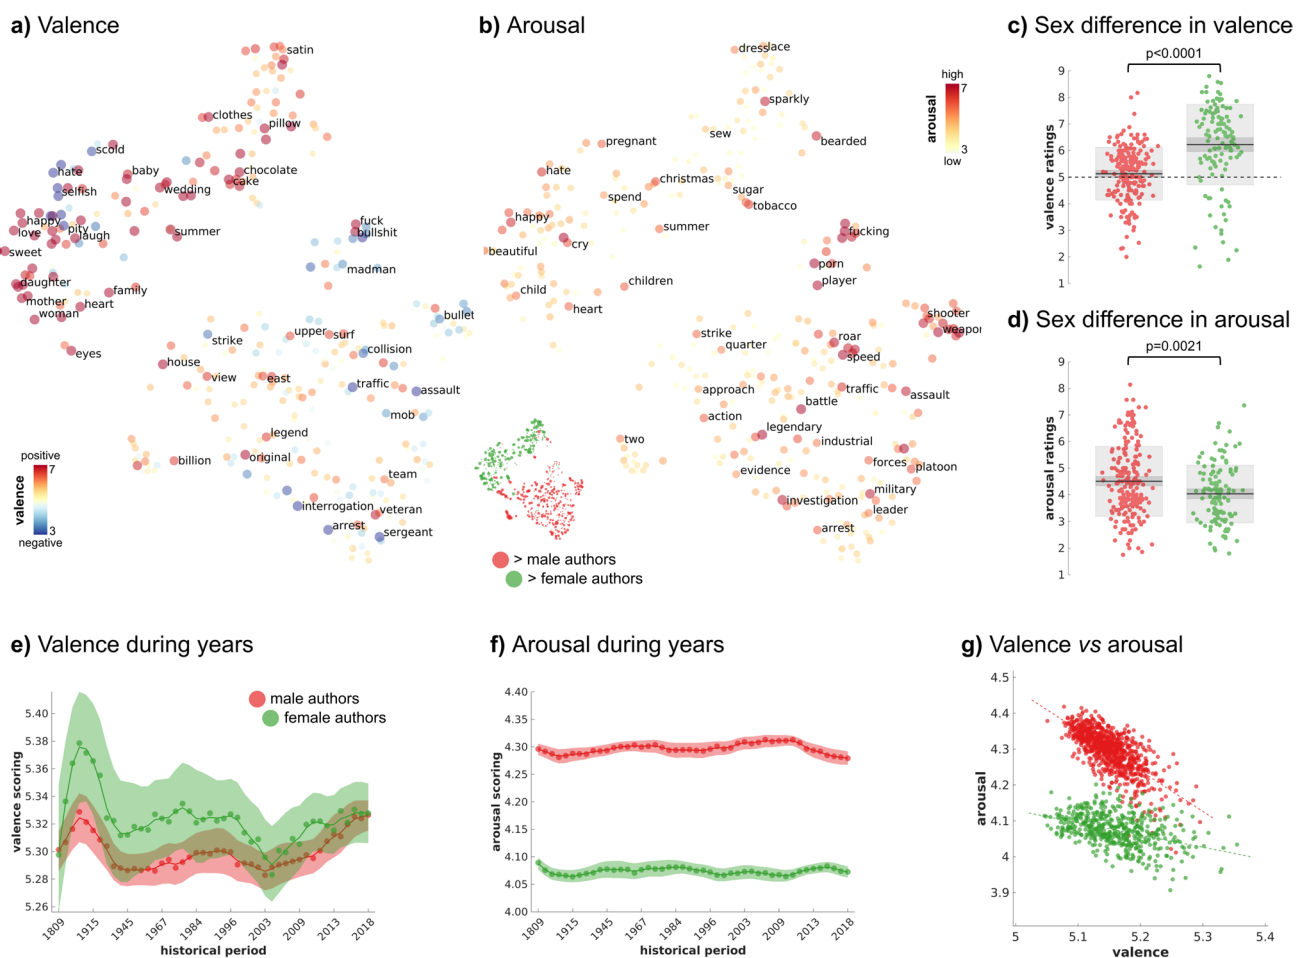 a) Valence
satin
clothes
pillow
scold
hate
baby
chocolate
cake
wedding
selfish
happy
love
pity
laugh
summer
fuck
bullshit
sweet
madman
daughter
mother
family
heart
woman
bullet
eyes
strike
upper
surf
collision
house
view
east
traffic
assault
mob
legend
billion
original
team
interrogation
veteran
arrest
sergeant
positive
7
valence
3
negative
b) Arousal
dress
lace
sparkly
sew
bearded
pregnant
hate
christmas
spend
sugar
tobacco
happy
summer
cry
beautiful
fucking
porn
player
child
children
heart
shooter
weapor
strike
quarter
roar
speed
approach
traffic
assault
battle
action
legendary
two
industrial
evidence
forces
platoon
military
investigation
leader
arrest
high
7
arousal
3
low
> male authors
> female authors
c) Sex difference in valence
p<0.0001
valence ratings
9
8
7
6
5
4
3
2
1
d) Sex difference in arousal
p=0.0021
arousal ratings
9
8
7
6
5
4
3
2
1
e) Valence during years
male authors
female authors
valence scoring
5.40
5.38
5.36
5.34
5.32
5.30
5.28
5.26
1809
1915
1945
1967
1984
1996
2003
2009
2013
2018
historical period
f) Arousal during years
arousal scoring
4.40
4.35
4.30
4.25
4.20
4.15
4.10
4.05
4.00
1809
1915
1945
1967
1984
1996
2003
2009
2013
2018
historical period
g) Valence vs arousal
arousal
4.5
4.4
4.3
4.2
4.1
4
3.9
5
5.1
5.2
5.3
5.4
valence